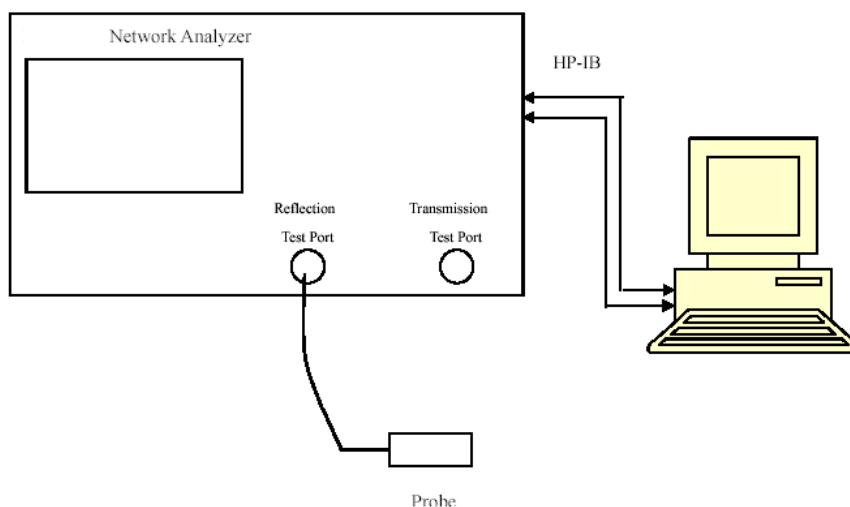 Network Analyzer
HP-IB
Reflection
Test Port
Transmission
Test Port
Probe